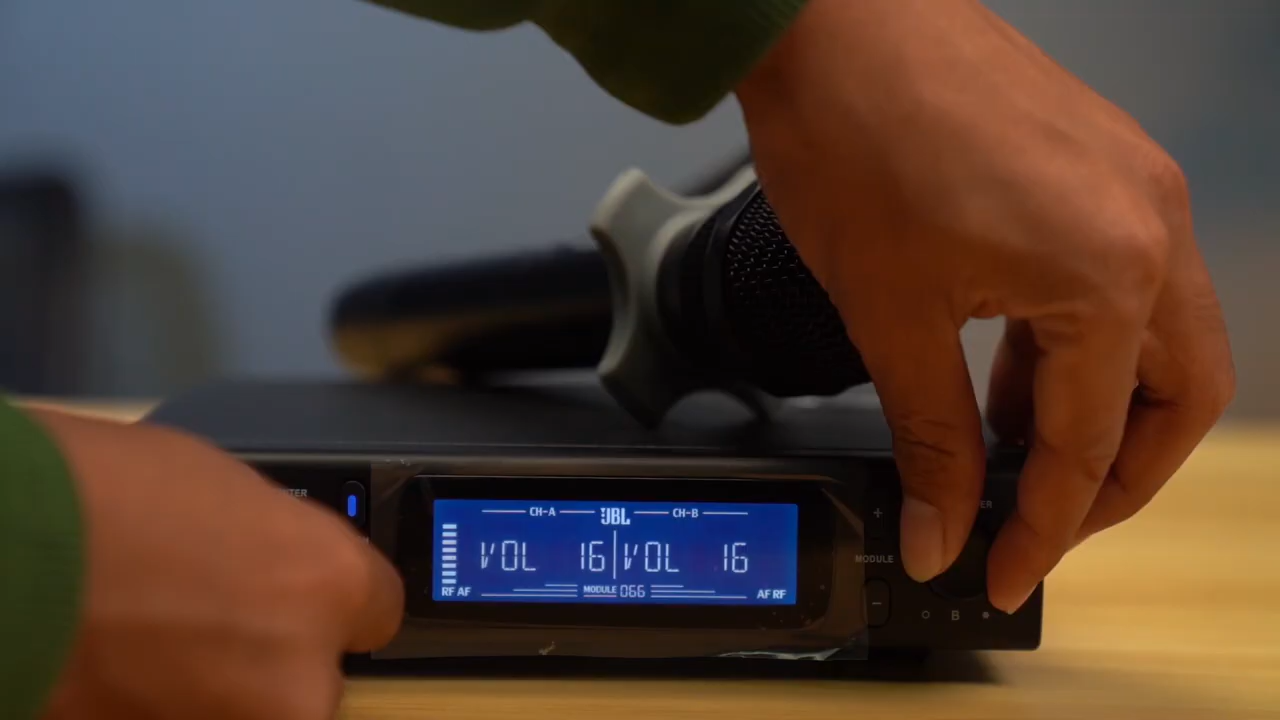 CH-A JBL CH-B
VOL 16 VOL 16
RF AF MODULE 066 AF RF
+
MODULE
−
B